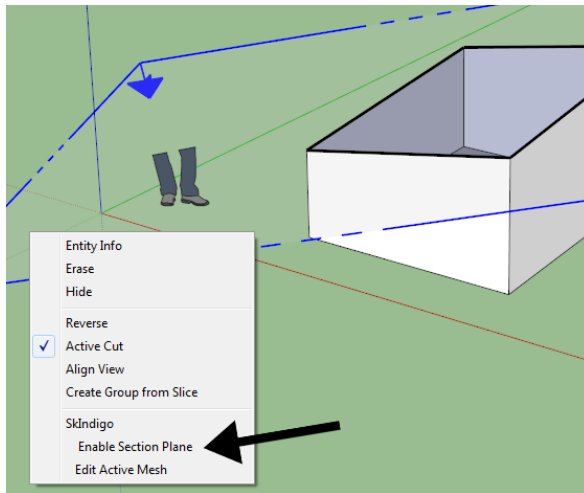 Entity Info
Erase
Hide
Reverse
Active Cut
Align View
Create Group from Slice
SkIndigo
Enable Section Plane
Edit Active Mesh